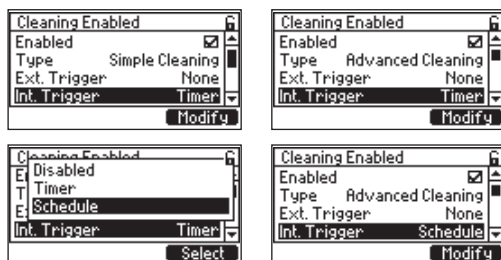 Cleaning Enabled
Enabled
Type Simple Cleaning
Ext. Trigger None
Int. Trigger Timer
Modify
Cleaning Enabled
Enabled
Type Advanced Cleaning
Ext. Trigger None
Int. Trigger Timer
Modify
Cleaning Enabled
Disabled
Timer
Schedule
Int. Trigger Timer
Select
Cleaning Enabled
Enabled
Type Advanced Cleaning
Ext. Trigger None
Int. Trigger Schedule
Modify